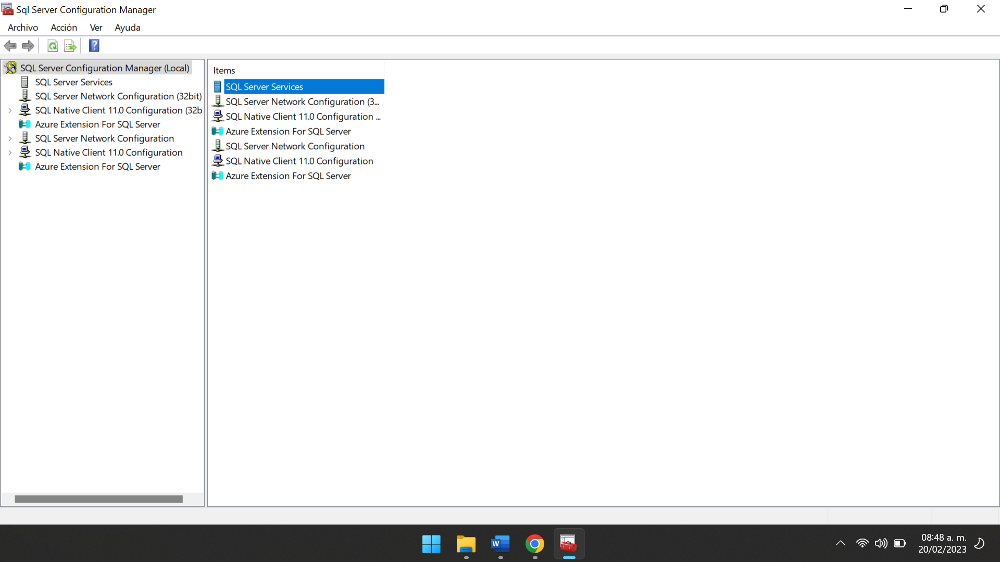 Sql Server Configuration Manager
Archivo Acción Ver Ayuda
SQL Server Configuration Manager (Local)
SQL Server Services
SQL Server Network Configuration (32bit)
SQL Native Client 11.0 Configuration (32b
Azure Extension For SQL Server
SQL Server Network Configuration
SQL Native Client 11.0 Configuration
Azure Extension For SQL Server
Items
SQL Server Services
SQL Server Network Configuration (3...
SQL Native Client 11.0 Configuration ...
Azure Extension For SQL Server
SQL Server Network Configuration
SQL Native Client 11.0 Configuration
Azure Extension For SQL Server
W
08:48 a. m.
20/02/2023